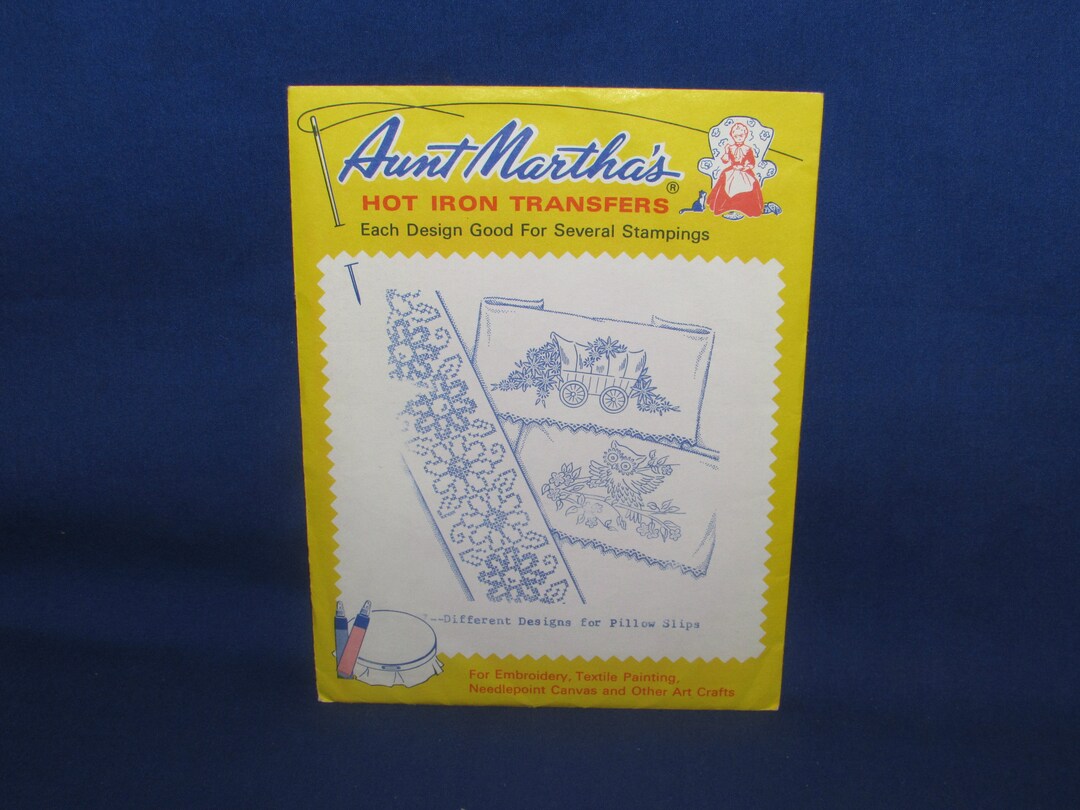 Aunt Martha's®
HOT IRON TRANSFERS
Each Design Good For Several Stampings
--Different Designs for Pillow Slips
For Embroidery, Textile Painting,
Needlepoint Canvas and Other Art Crafts